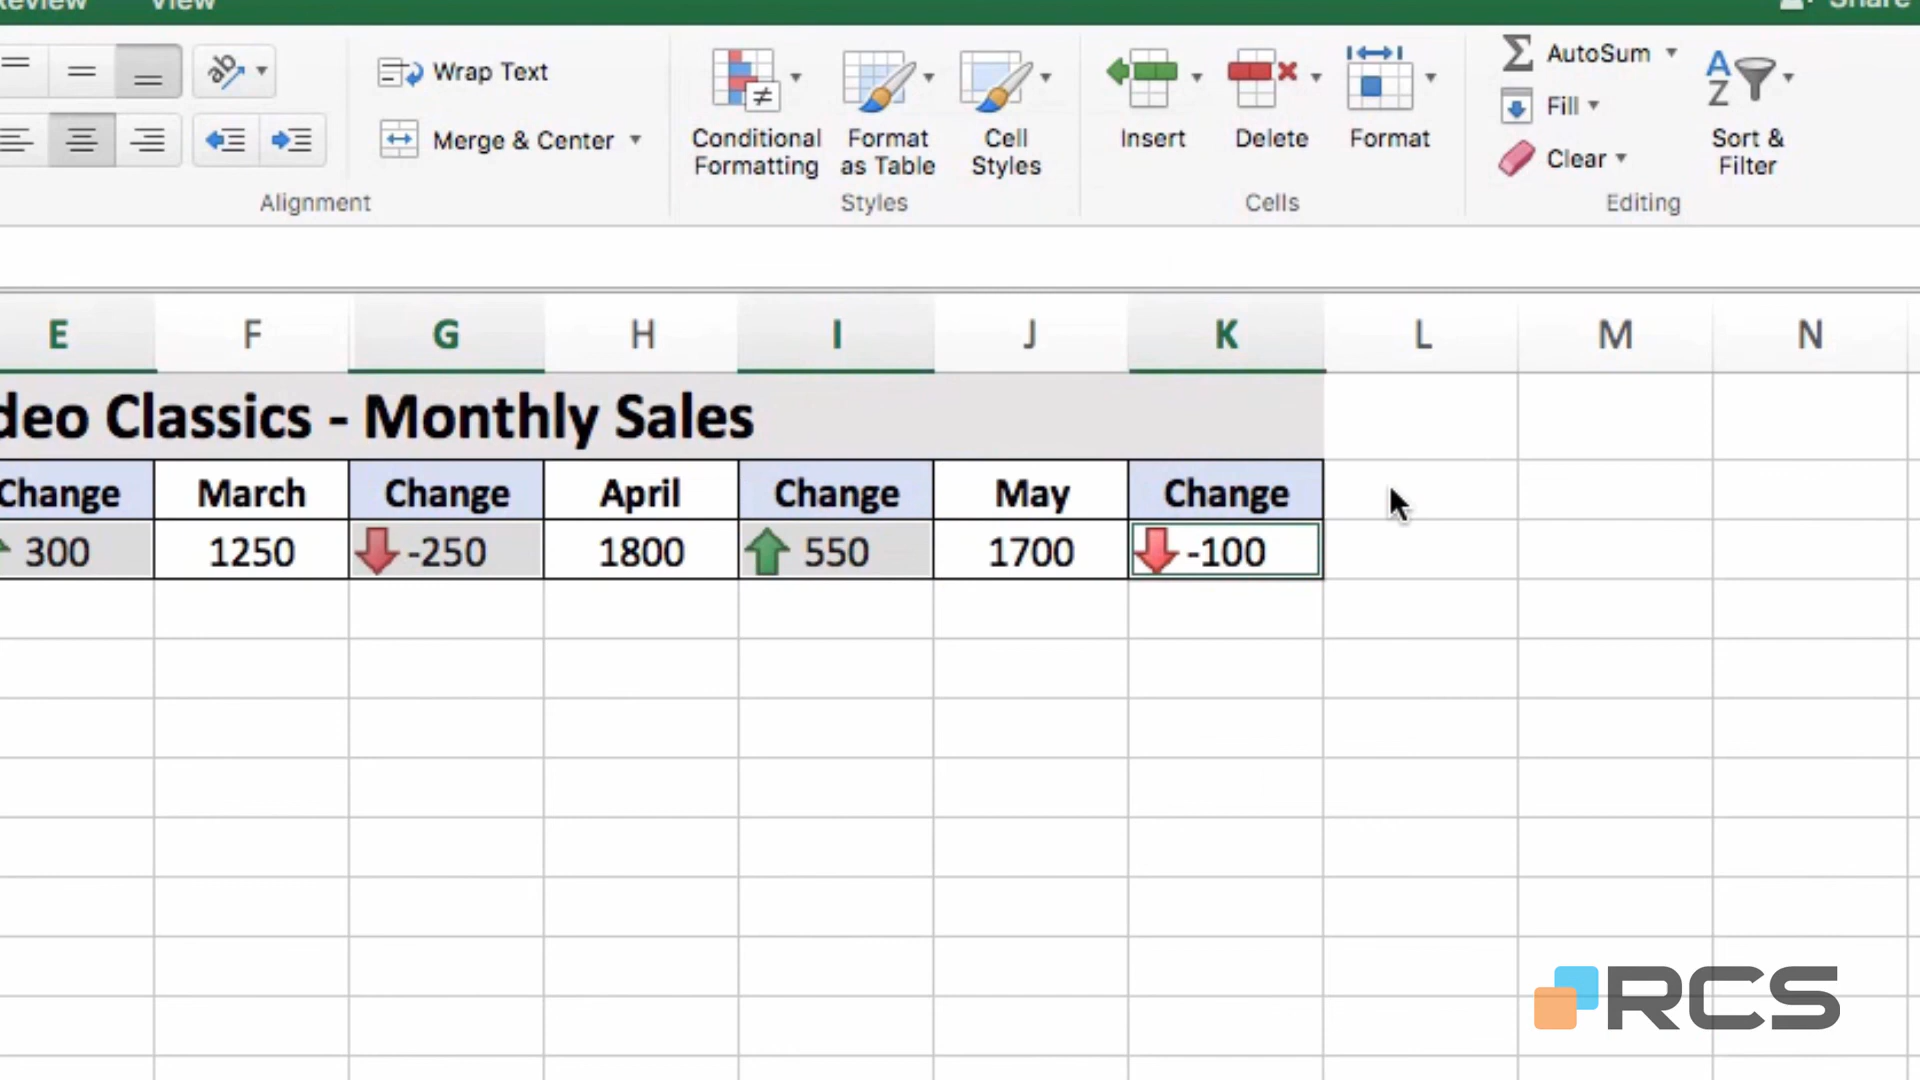 Review View Share
Wrap Text
Merge & Center
Alignment
Conditional
Formatting
Format
as Table
Cell
Styles
Styles
Insert
Delete
Format
Cells
AutoSum
Fill
Clear
Sort &
Filter
Editing
E F G H I J K L M N
deo Classics - Monthly Sales
Change March Change April Change May Change
300 1250 -250 1800 550 1700 -100
RCS